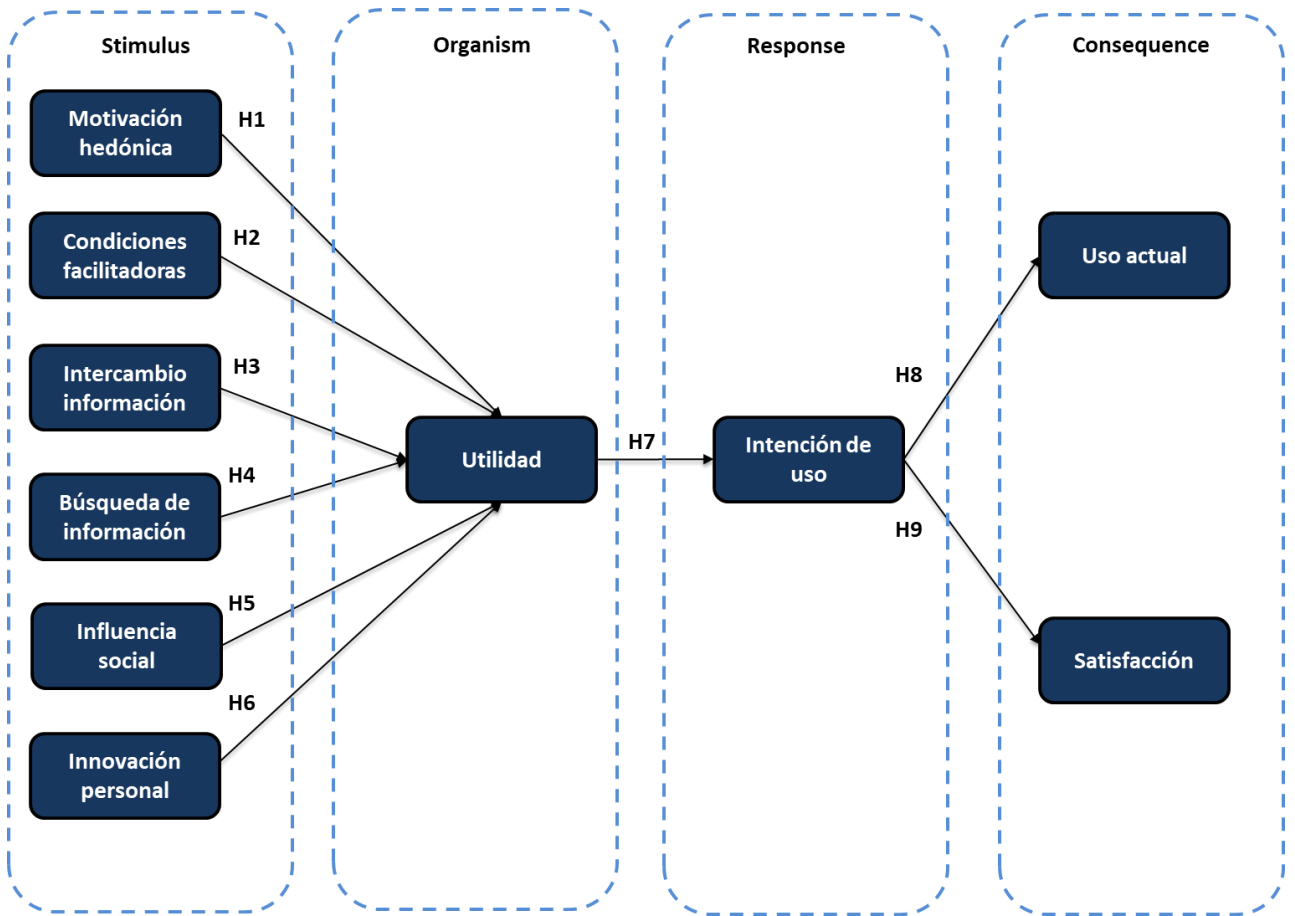 Stimulus
Organism
Response
Consequence
Motivación
hedónica
H1
Condiciones
facilitadoras
H2
Intercambio
información
H3
Búsqueda de
información
H4
Influencia
social
H5
Innovación
personal
H6
Utilidad
H7
Intención de
uso
H8
H9
Uso actual
Satisfacción